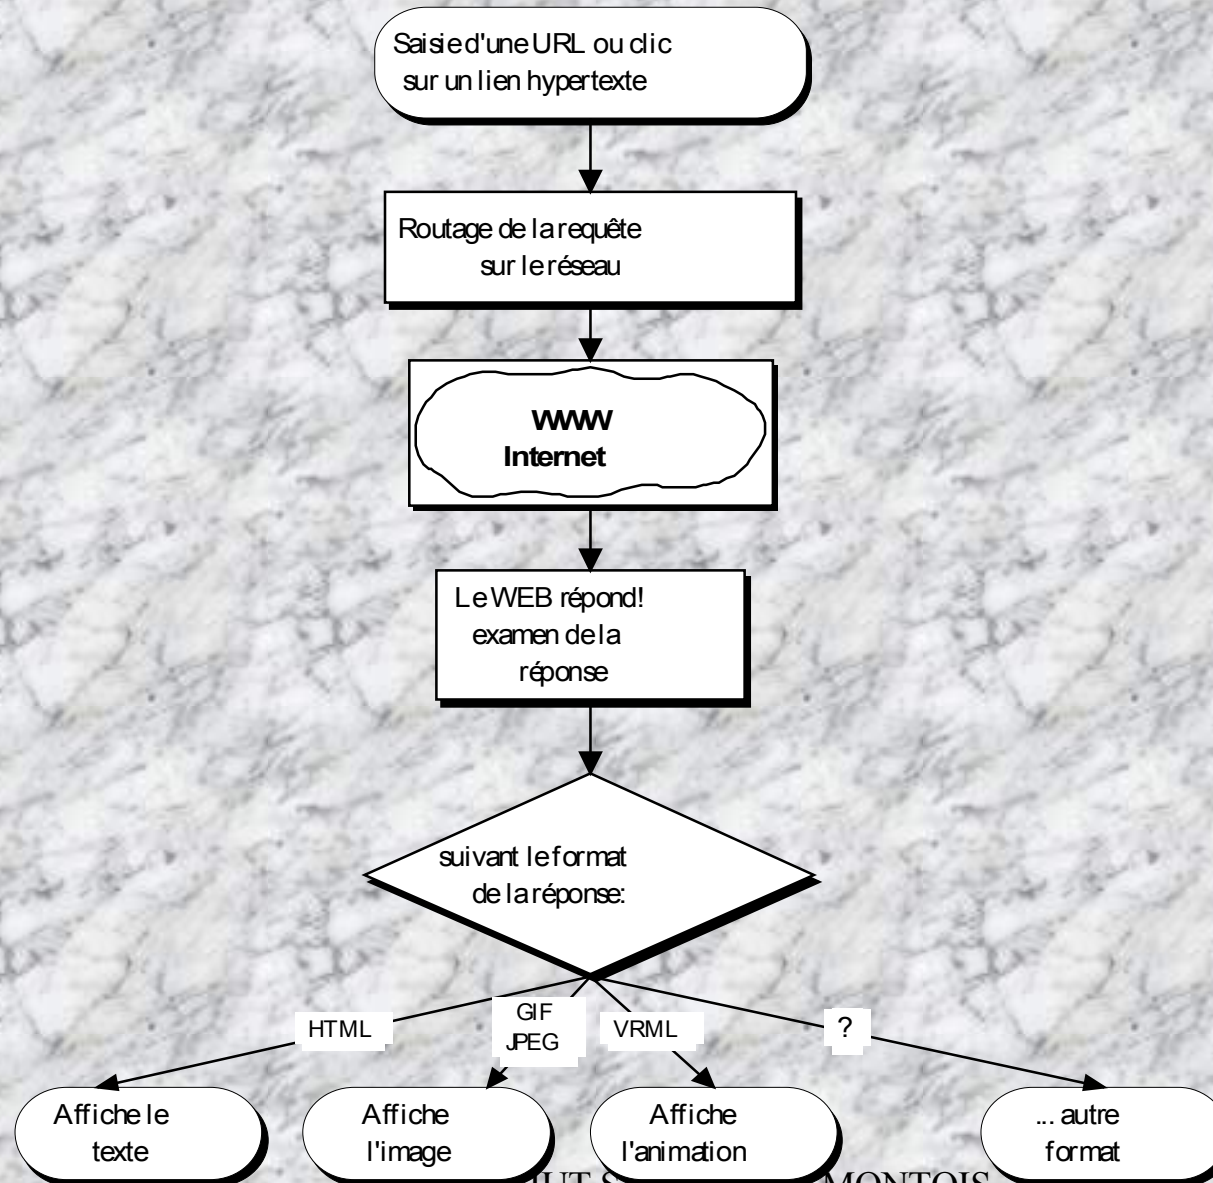 Saisie d'une URL ou clic
sur un lien hypertexte
Routage de la requête
sur le réseau
WWW
Internet
Le WEB répond!
examen de la
réponse
suivant le format
de la réponse:
HTML
GIF
JPEG
VRML
?
Affiche le
texte
Affiche
l'image
Affiche
l'animation
... autre
format
MONTOIS